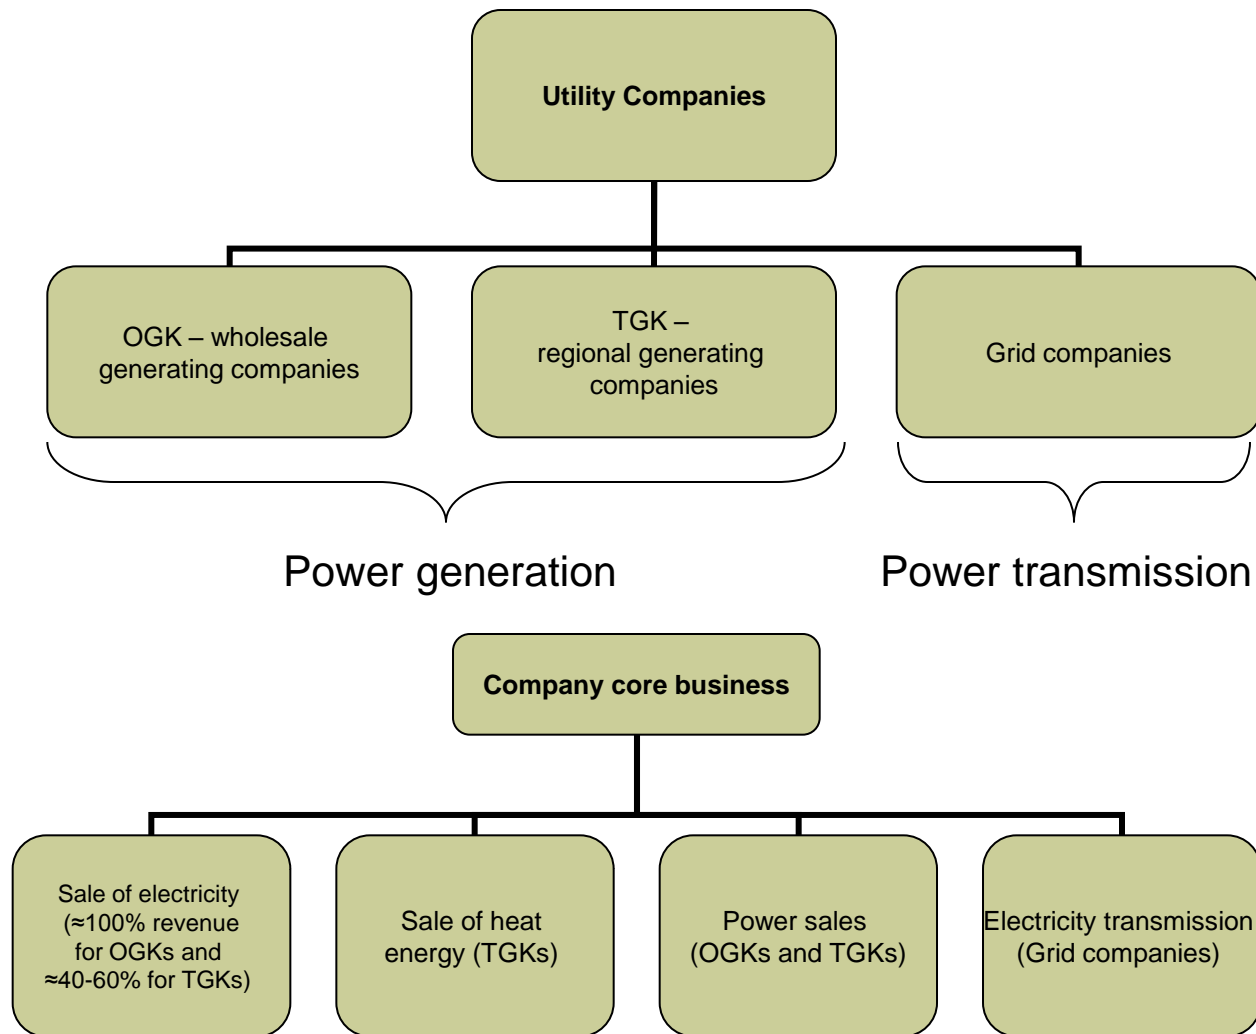 Utility Companies
OGK – wholesale
generating companies
TGK –
regional generating
companies
Grid companies
Power generation
Power transmission
Company core business
Sale of electricity
(≈100% revenue
for OGKs and
≈40-60% for TGKs)
Sale of heat
energy (TGKs)
Power sales
(OGKs and TGKs)
Electricity transmission
(Grid companies)